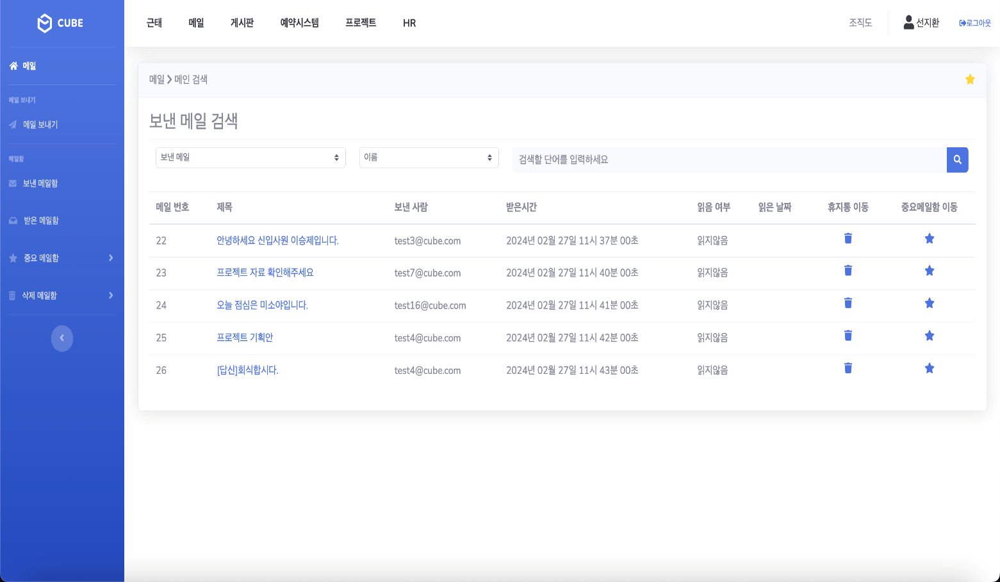 CUBE
근태 메일 게시판 예약시스템 프로젝트 HR 조직도 선지환 로그아웃
메일
메일 보내기
메일 보내기
메일함
보낸 메일함
받은 메일함
중요 메일함
삭제 메일함
메일 > 메인 검색
보낸 메일 검색
보낸 메일 이름 검색할 단어를 입력하세요
메일 번호 제목 보낸 사람 받은시간 읽음 여부 읽은 날짜 휴지통 이동 중요메일함 이동
22 안녕하세요 신입사원 이승제입니다. test3@cube.com 2024년 02월 27일 11시 37분 00초 읽지않음
23 프로젝트 자료 확인해주세요 test7@cube.com 2024년 02월 27일 11시 40분 00초 읽지않음
24 오늘 점심은 미소야입니다. test16@cube.com 2024년 02월 27일 11시 41분 00초 읽지않음
25 프로젝트 기획안 test4@cube.com 2024년 02월 27일 11시 42분 00초 읽지않음
26 [답신]회식합시다. test4@cube.com 2024년 02월 27일 11시 43분 00초 읽지않음